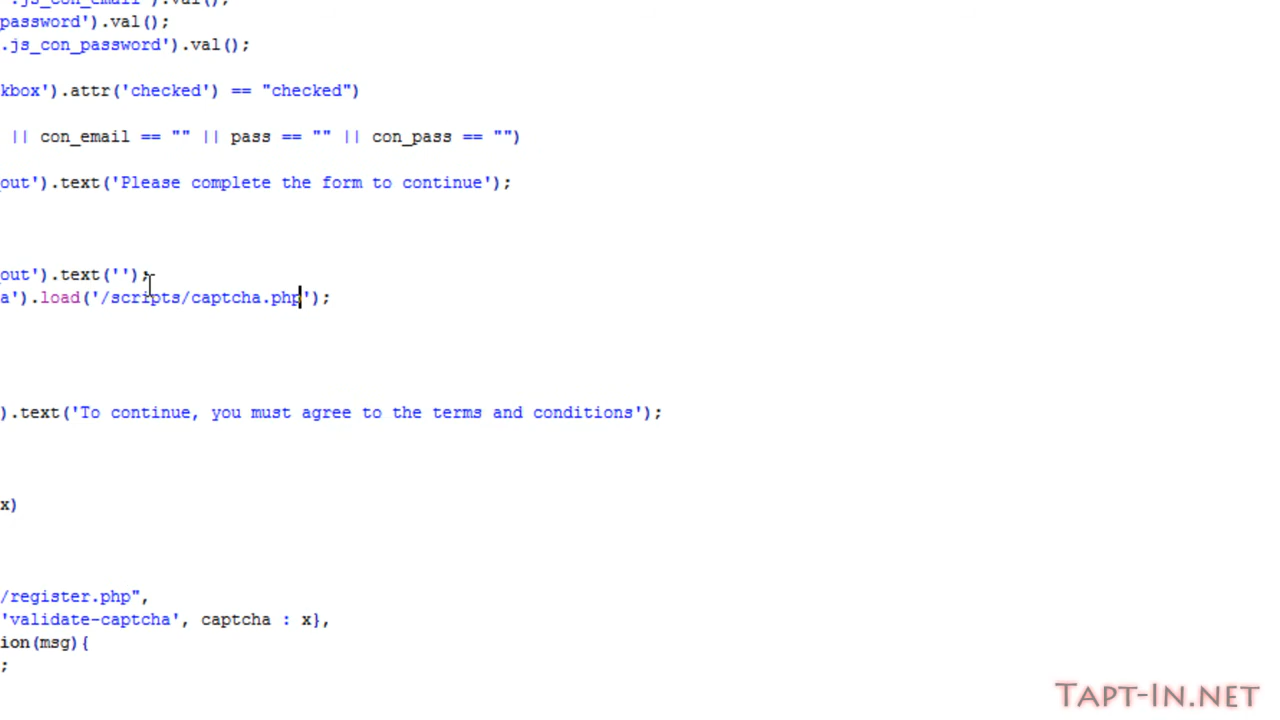 .js_con_email').val();
password').val();
.js_con_password').val();
kbox').attr('checked') == "checked")
|| con_email == "" || pass == "" || con_pass == "")
out').text('Please complete the form to continue');
out').text('');
a').load('/scripts/captcha.php');
).text('To continue, you must agree to the terms and conditions');
x)
/register.php",
'validate-captcha', captcha : x},
ion(msg){
;
Tapt-In.net